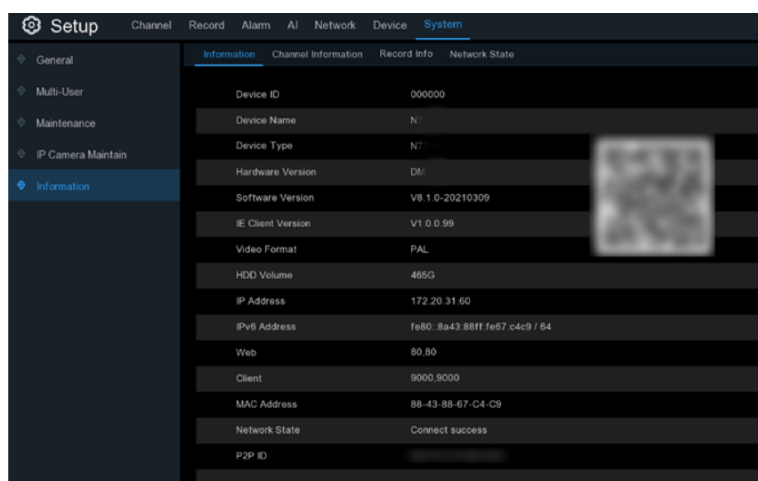 Setup Channel Record Alarm AI Network Device System
Information Channel Information Record Info Network State
General
Multi-User
Maintenance
IP Camera Maintain
Information
Device ID 000000
Device Name
Device Type
Hardware Version DM
Software Version V8.1.0-20210309
IE Client Version V1.0.0.99
Video Format PAL
HDD Volume 465G
IP Address 172.20.31.60
IPv6 Address fe80::8a43:88ff:fe67:c4c9 / 64
Web 80,80
Client 9000,9000
MAC Address 88-43-88-67-C4-C9
Network State Connect success
P2P ID